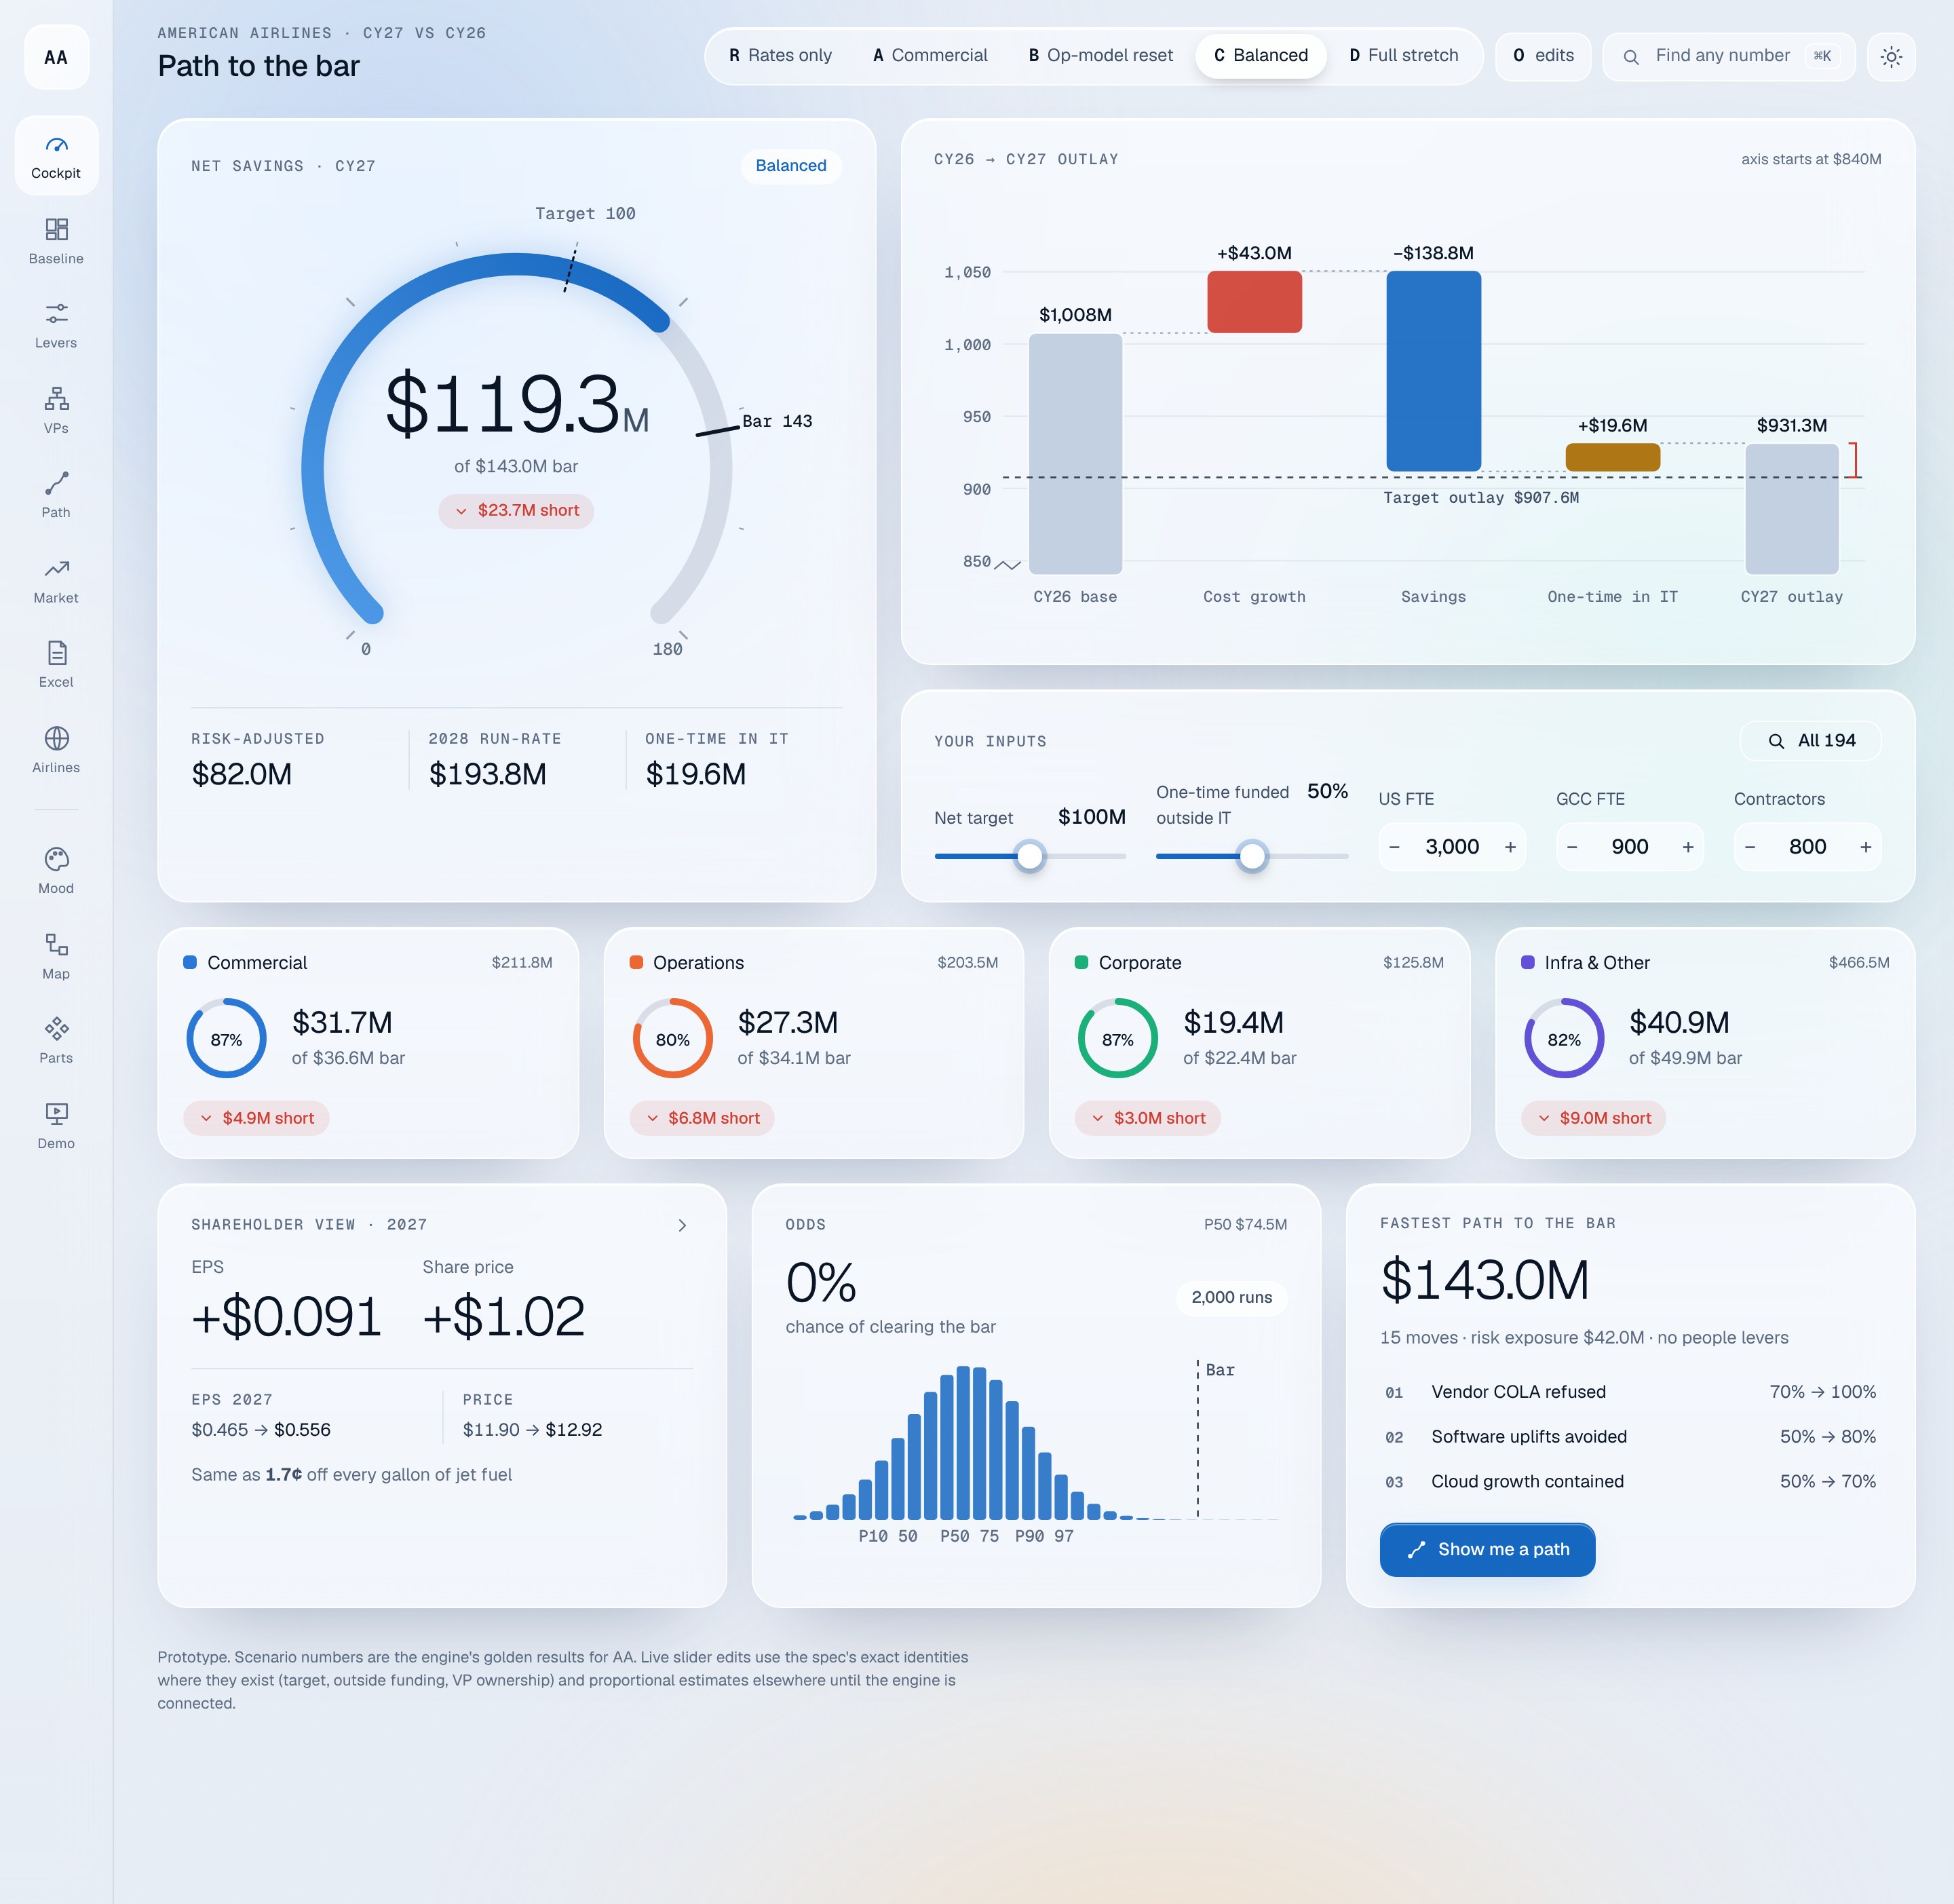 AA
AMERICAN AIRLINES · CY27 VS CY26
Path to the bar
R Rates only
A Commercial
B Op-model reset
C Balanced
D Full stretch
0 edits
Find any number ⌘K
Cockpit
Baseline
Levers
VPs
Path
Market
Excel
Airlines
Mood
Map
Parts
Demo
NET SAVINGS · CY27
Balanced
Target 100
$119.3M
Bar 143
of $143.0M bar
$23.7M short
0
180
RISK-ADJUSTED
$82.0M
2028 RUN-RATE
$193.8M
ONE-TIME IN IT
$19.6M
CY26 → CY27 OUTLAY
axis starts at $840M
+$43.0M
−$138.8M
1,050
$1,008M
1,000
950
+$19.6M
$931.3M
900
Target outlay $907.6M
850
CY26 base
Cost growth
Savings
One-time in IT
CY27 outlay
YOUR INPUTS
All 194
Net target $100M
One-time funded 50%
outside IT
US FTE
− 3,000 +
GCC FTE
− 900 +
Contractors
− 800 +
Commercial $211.8M
87%
$31.7M
of $36.6M bar
$4.9M short
Operations $203.5M
80%
$27.3M
of $34.1M bar
$6.8M short
Corporate $125.8M
87%
$19.4M
of $22.4M bar
$3.0M short
Infra & Other $466.5M
82%
$40.9M
of $49.9M bar
$9.0M short
SHAREHOLDER VIEW · 2027
EPS
+$0.091
Share price
+$1.02
EPS 2027
$0.465 → $0.556
PRICE
$11.90 → $12.92
Same as 1.7¢ off every gallon of jet fuel
ODDS
P50 $74.5M
0%
2,000 runs
chance of clearing the bar
Bar
P10 50
P50 75
P90 97
FASTEST PATH TO THE BAR
$143.0M
15 moves · risk exposure $42.0M · no people levers
01 Vendor COLA refused 70% → 100%
02 Software uplifts avoided 50% → 80%
03 Cloud growth contained 50% → 70%
Show me a path
Prototype. Scenario numbers are the engine's golden results for AA. Live slider edits use the spec's exact identities
where they exist (target, outside funding, VP ownership) and proportional estimates elsewhere until the engine is
connected.